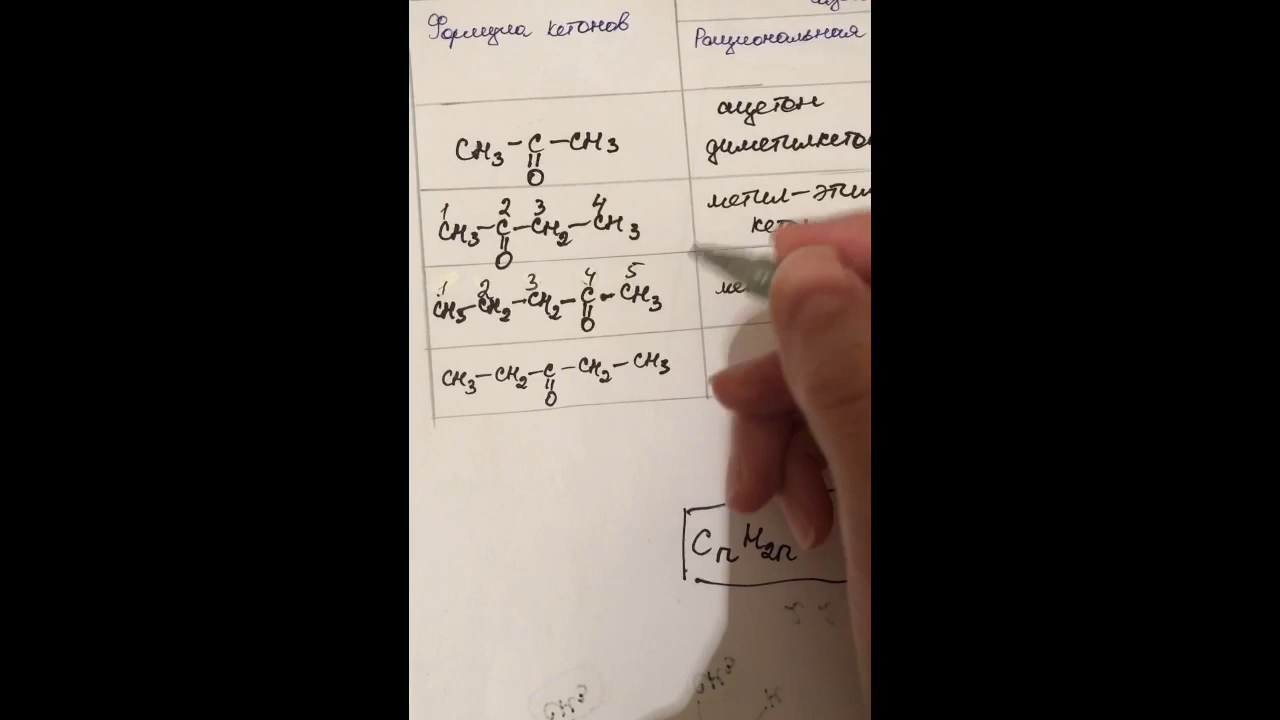 Формула кетонов
Рациональная
CH3-C-CH3
=
O
ацетон
диметилкето
1 2 3 4
CH3-C-CH2-CH3
=
O
метил-этил
1 2 3 4 5
CH3-CH2-CH2-C-CH3
=
O
CH3-CH2-C-CH2-CH3
=
O
CnH2n